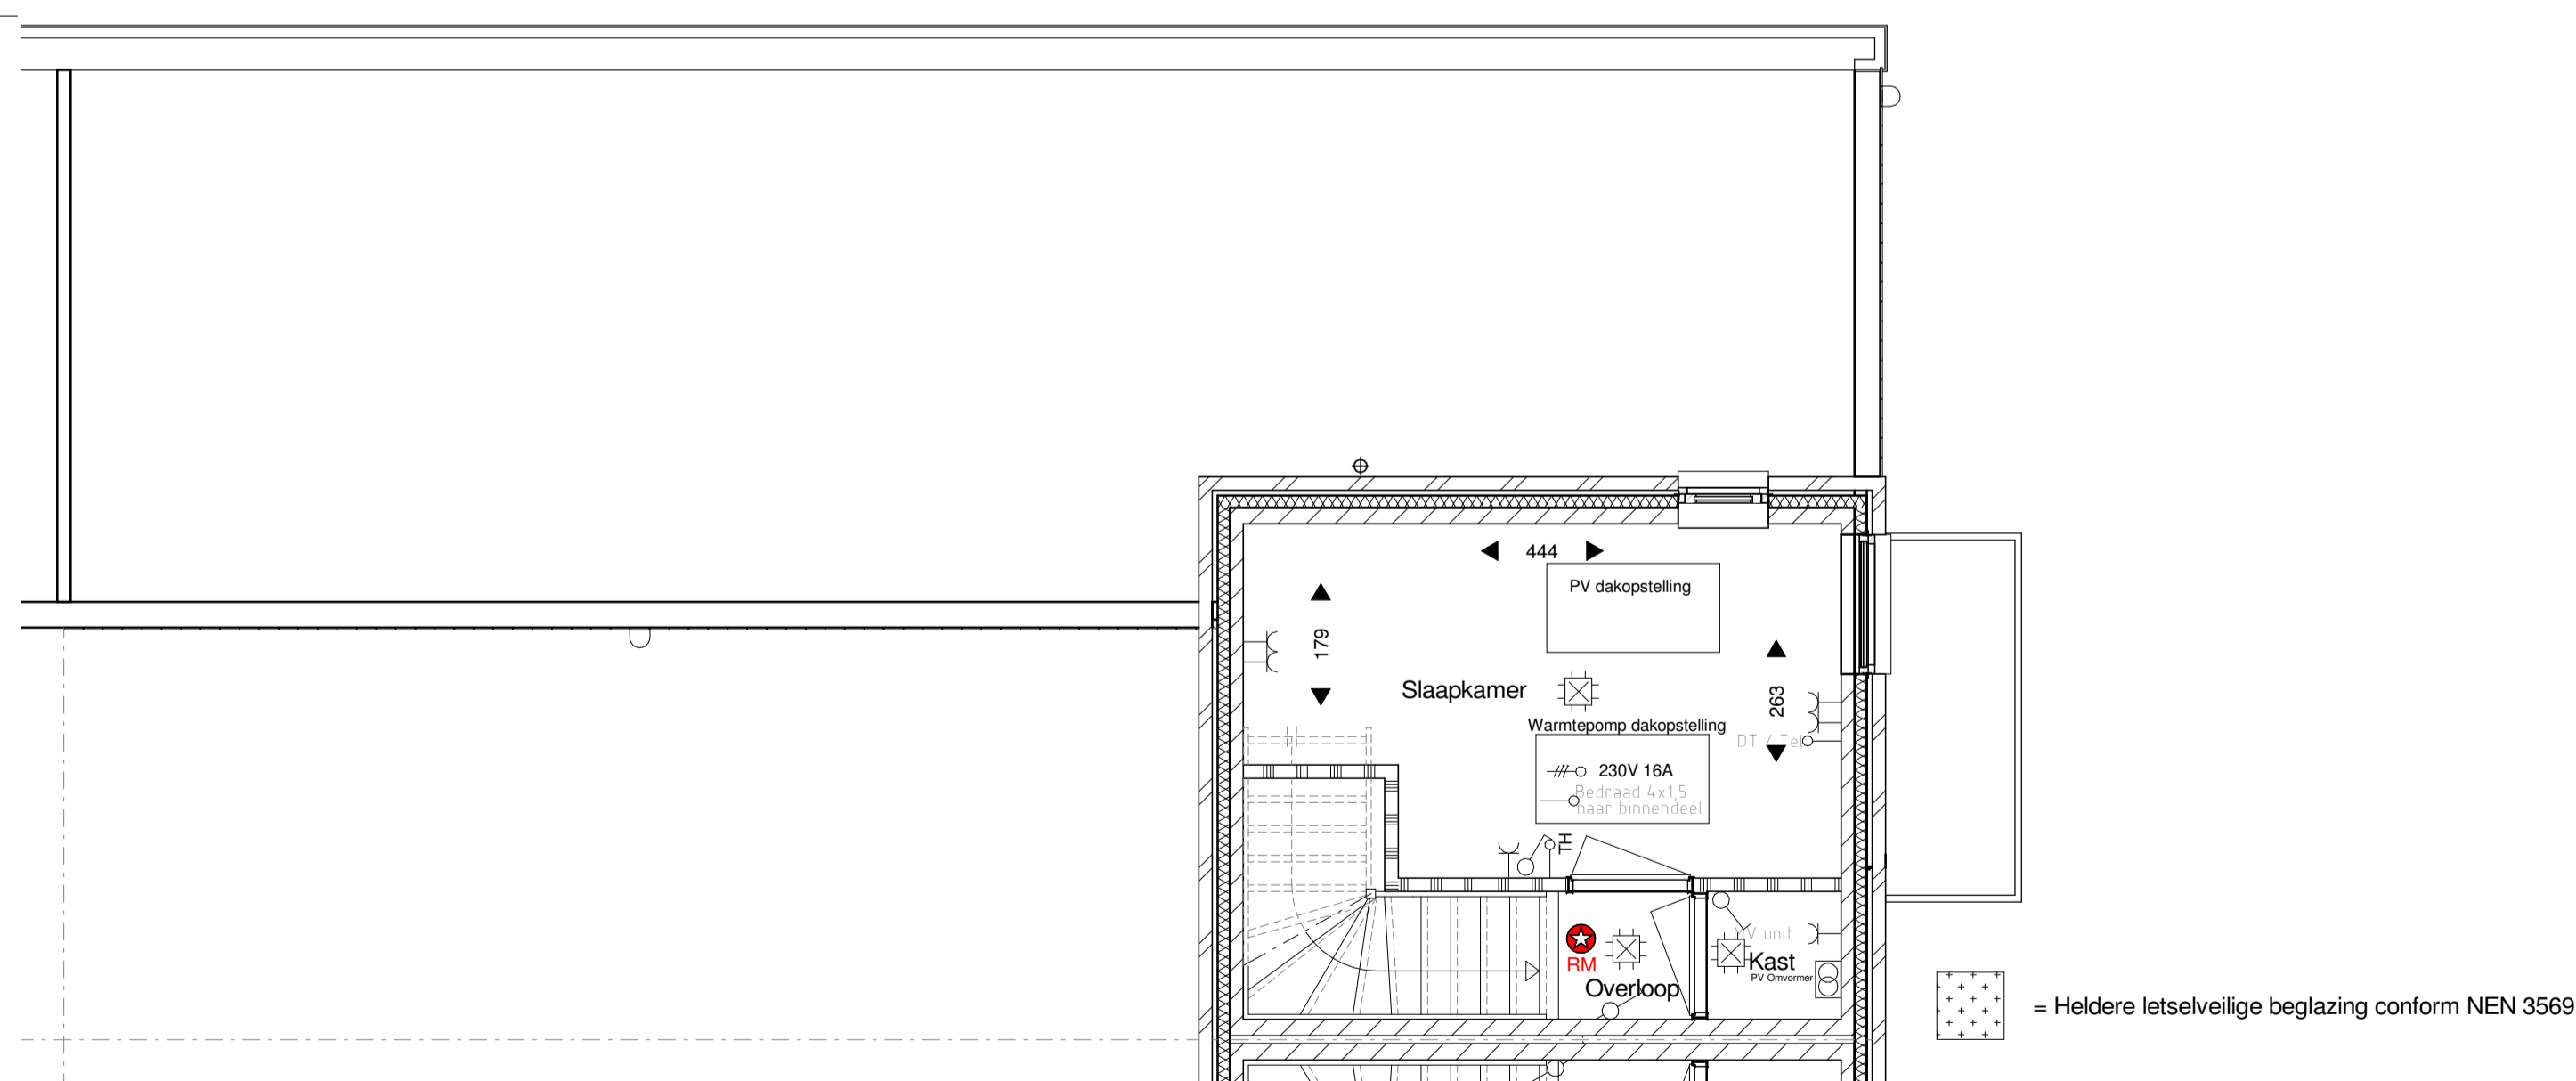 444
PV dakopstelling
179
Slaapkamer
263
Warmtepomp dakopstelling
DT / Tel
230V 16A
Bedraad 4x1,5
naar binnendeel
TH
RM
MV unit
Kast
PV Omvormer
Overloop
= Heldere letselveilige beglazing conform NEN 3569